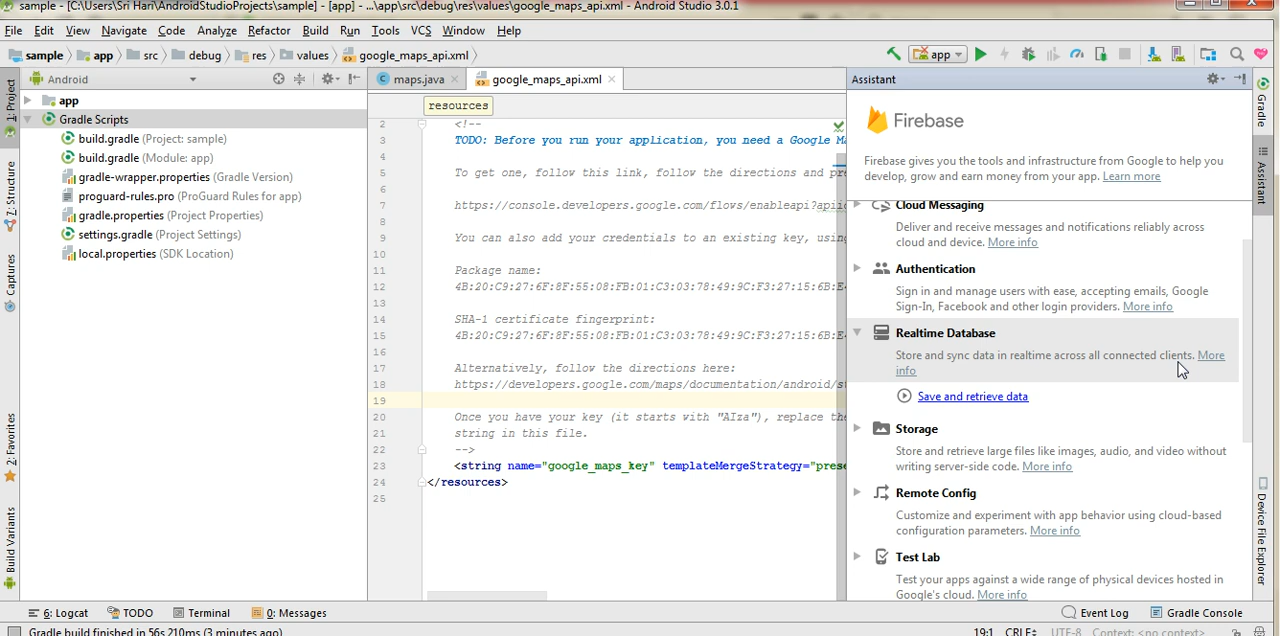 sample - [C:\Users\Sri Hari\AndroidStudioProjects\sample] - [app] - ...\app\src\debug\res\values\google_maps_api.xml - Android Studio 3.0.1
File Edit View Navigate Code Analyze Refactor Build Run Tools VCS Window Help
sample app src debug res values google_maps_api.xml app
1: Project
7: Structure
Captures
2: Favorites
Build Variants
Android
app
Gradle Scripts
build.gradle (Project: sample)
build.gradle (Module: app)
gradle-wrapper.properties (Gradle Version)
proguard-rules.pro (ProGuard Rules for app)
gradle.properties (Project Properties)
settings.gradle (Project Settings)
local.properties (SDK Location)
maps.java google_maps_api.xml
resources
2 <!--
3 TODO: Before you run your application, you need a Google M
4
5 To get one, follow this link, follow the directions and pre
6
7 https://console.developers.google.com/flows/enableapi?apiid
8
9 You can also add your credentials to an existing key, using
10
11 Package name:
12 4B:20:C9:27:6F:8F:55:08:FB:01:C3:03:78:49:9C:F3:27:15:6B:E4
13
14 SHA-1 certificate fingerprint:
15 4B:20:C9:27:6F:8F:55:08:FB:01:C3:03:78:49:9C:F3:27:15:6B:E4
16
17 Alternatively, follow the directions here:
18 https://developers.google.com/maps/documentation/android/st
19
20 Once you have your key (it starts with "AIza"), replace the
21 string in this file.
22 -->
23 <string name="google_maps_key" templateMergeStrategy="prese
24 </resources>
25
Assistant
Firebase
Firebase gives you the tools and infrastructure from Google to help you
develop, grow and earn money from your app. Learn more
Cloud Messaging
Deliver and receive messages and notifications reliably across
cloud and device. More info
Authentication
Sign in and manage users with ease, accepting emails, Google
Sign-In, Facebook and other login providers. More info
Realtime Database
Store and sync data in realtime across all connected clients. More
info
Save and retrieve data
Storage
Store and retrieve large files like images, audio, and video without
writing server-side code. More info
Remote Config
Customize and experiment with app behavior using cloud-based
configuration parameters. More info
Test Lab
Test your apps against a wide range of physical devices hosted in
Google's cloud. More info
Gradle
Assistant
Device File Explorer
6: Logcat TODO Terminal 0: Messages Event Log Gradle Console
Gradle build finished in 56s 210ms (3 minutes ago) 19:1 CRLF UTF-8 Context: <no context>